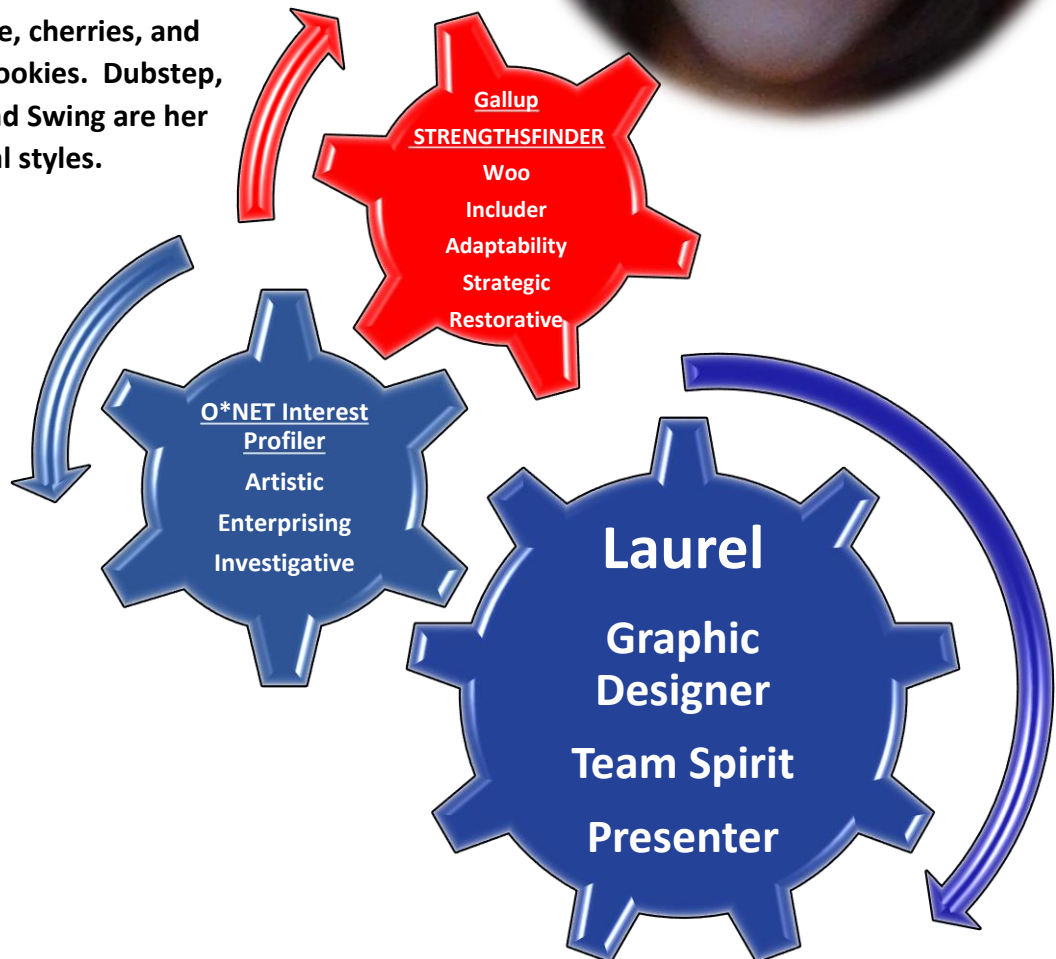 e, cherries, and
ookies.  Dubstep,
nd Swing are her
l styles.
Gallup
STRENGTHSFINDER
Woo
Includer
Adaptability
Strategic
Restorative
O*NET Interest
Profiler
Artistic
Enterprising
Investigative
Laurel
Graphic
Designer
Team Spirit
Presenter